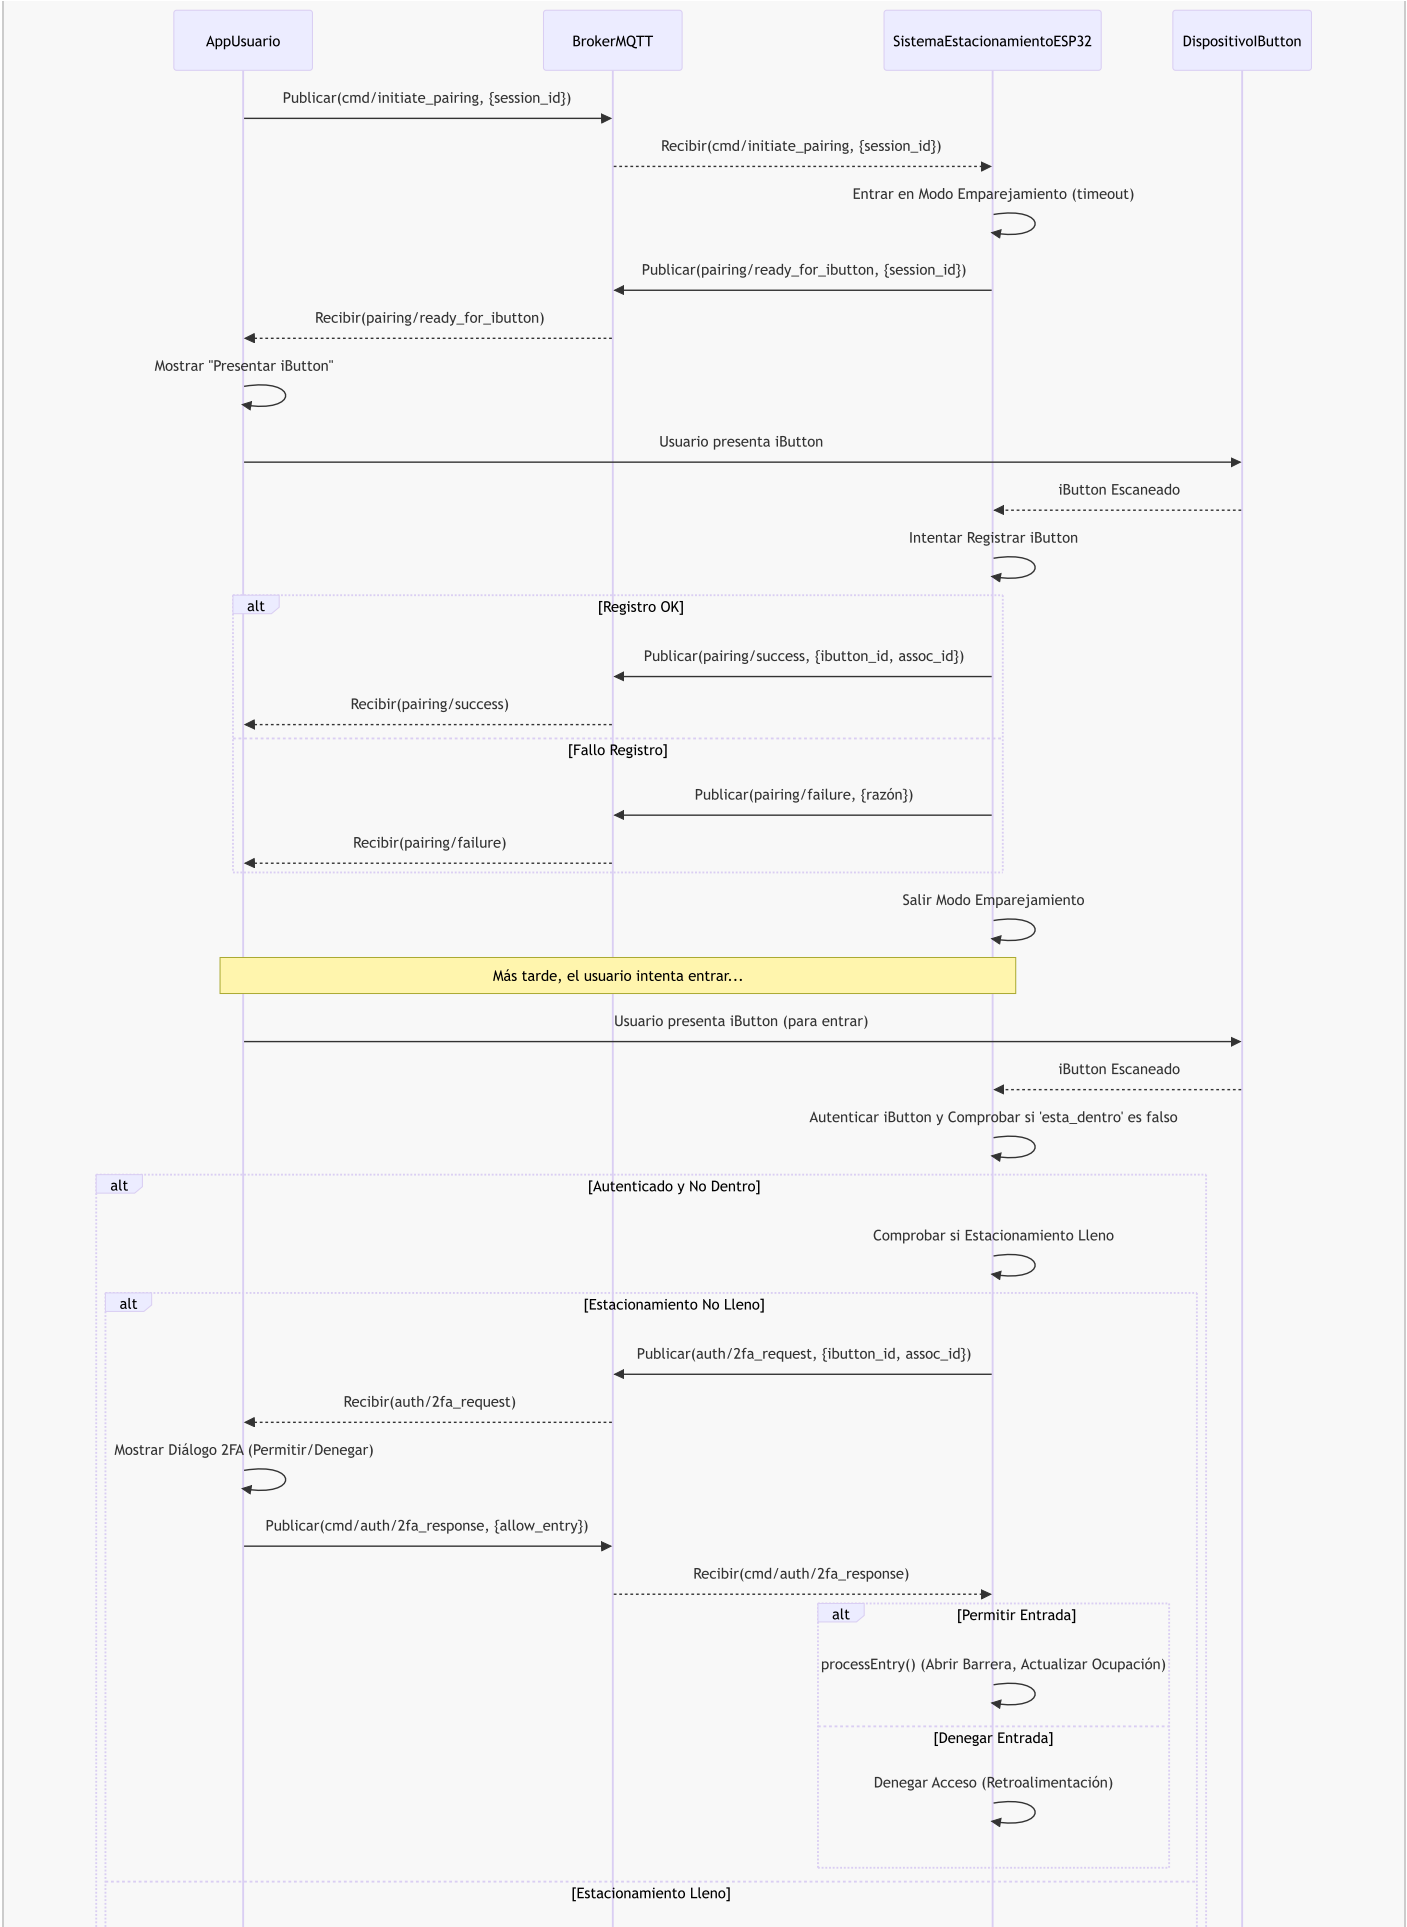 AppUsuario
BrokerMQTT
SistemaEstacionamientoESP32
DispositivoIButton
Publicar(cmd/initiate_pairing, {session_id})
Recibir(cmd/initiate_pairing, {session_id})
Entrar en Modo Emparejamiento (timeout)
Publicar(pairing/ready_for_ibutton, {session_id})
Recibir(pairing/ready_for_ibutton)
Mostrar "Presentar iButton"
Usuario presenta iButton
iButton Escaneado
Intentar Registrar iButton
alt
[Registro OK]
Publicar(pairing/success, {ibutton_id, assoc_id})
Recibir(pairing/success)
[Fallo Registro]
Publicar(pairing/failure, {razón})
Recibir(pairing/failure)
Salir Modo Emparejamiento
Más tarde, el usuario intenta entrar...
Usuario presenta iButton (para entrar)
iButton Escaneado
Autenticar iButton y Comprobar si 'esta_dentro' es falso
alt
[Autenticado y No Dentro]
Comprobar si Estacionamiento Lleno
alt
[Estacionamiento No Lleno]
Publicar(auth/2fa_request, {ibutton_id, assoc_id})
Recibir(auth/2fa_request)
Mostrar Diálogo 2FA (Permitir/Denegar)
Publicar(cmd/auth/2fa_response, {allow_entry})
Recibir(cmd/auth/2fa_response)
alt
[Permitir Entrada]
processEntry() (Abrir Barrera, Actualizar Ocupación)
[Denegar Entrada]
Denegar Acceso (Retroalimentación)
[Estacionamiento Lleno]